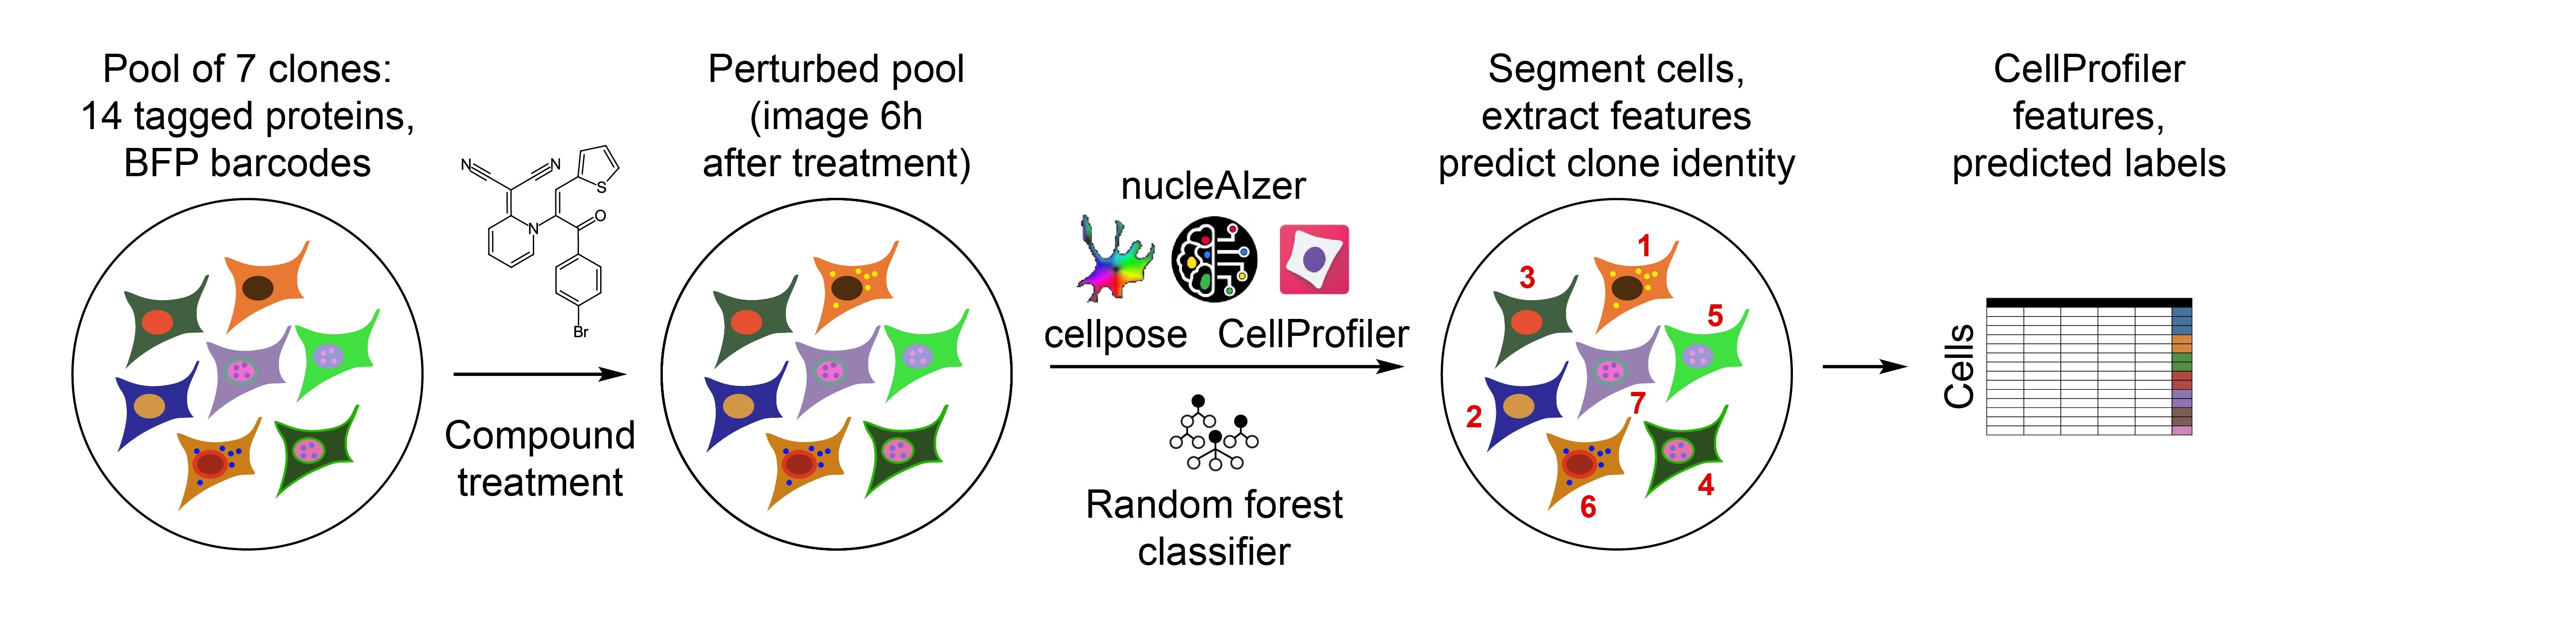 Pool of 7 clones:
14 tagged proteins,
BFP barcodes
N
N
S
N
O
Br
Compound
treatment
Perturbed pool
(image 6h
after treatment)
nucleAIzer
cellpose
CellProfiler
Random forest
classifier
Segment cells,
extract features
predict clone identity
1
3
5
2
7
6
4
CellProfiler
features,
predicted labels
Cells